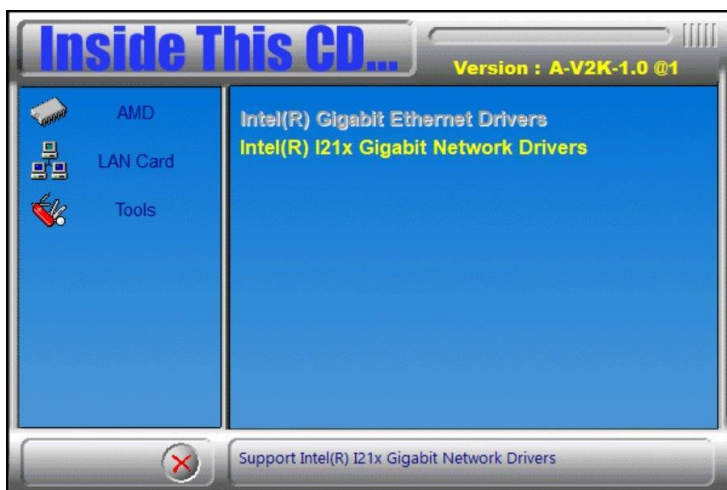 Inside This CD...
Version : A-V2K-1.0 @1
AMD
LAN Card
Tools
Intel(R) Gigabit Ethernet Drivers
Intel(R) I21x Gigabit Network Drivers
Support Intel(R) I21x Gigabit Network Drivers